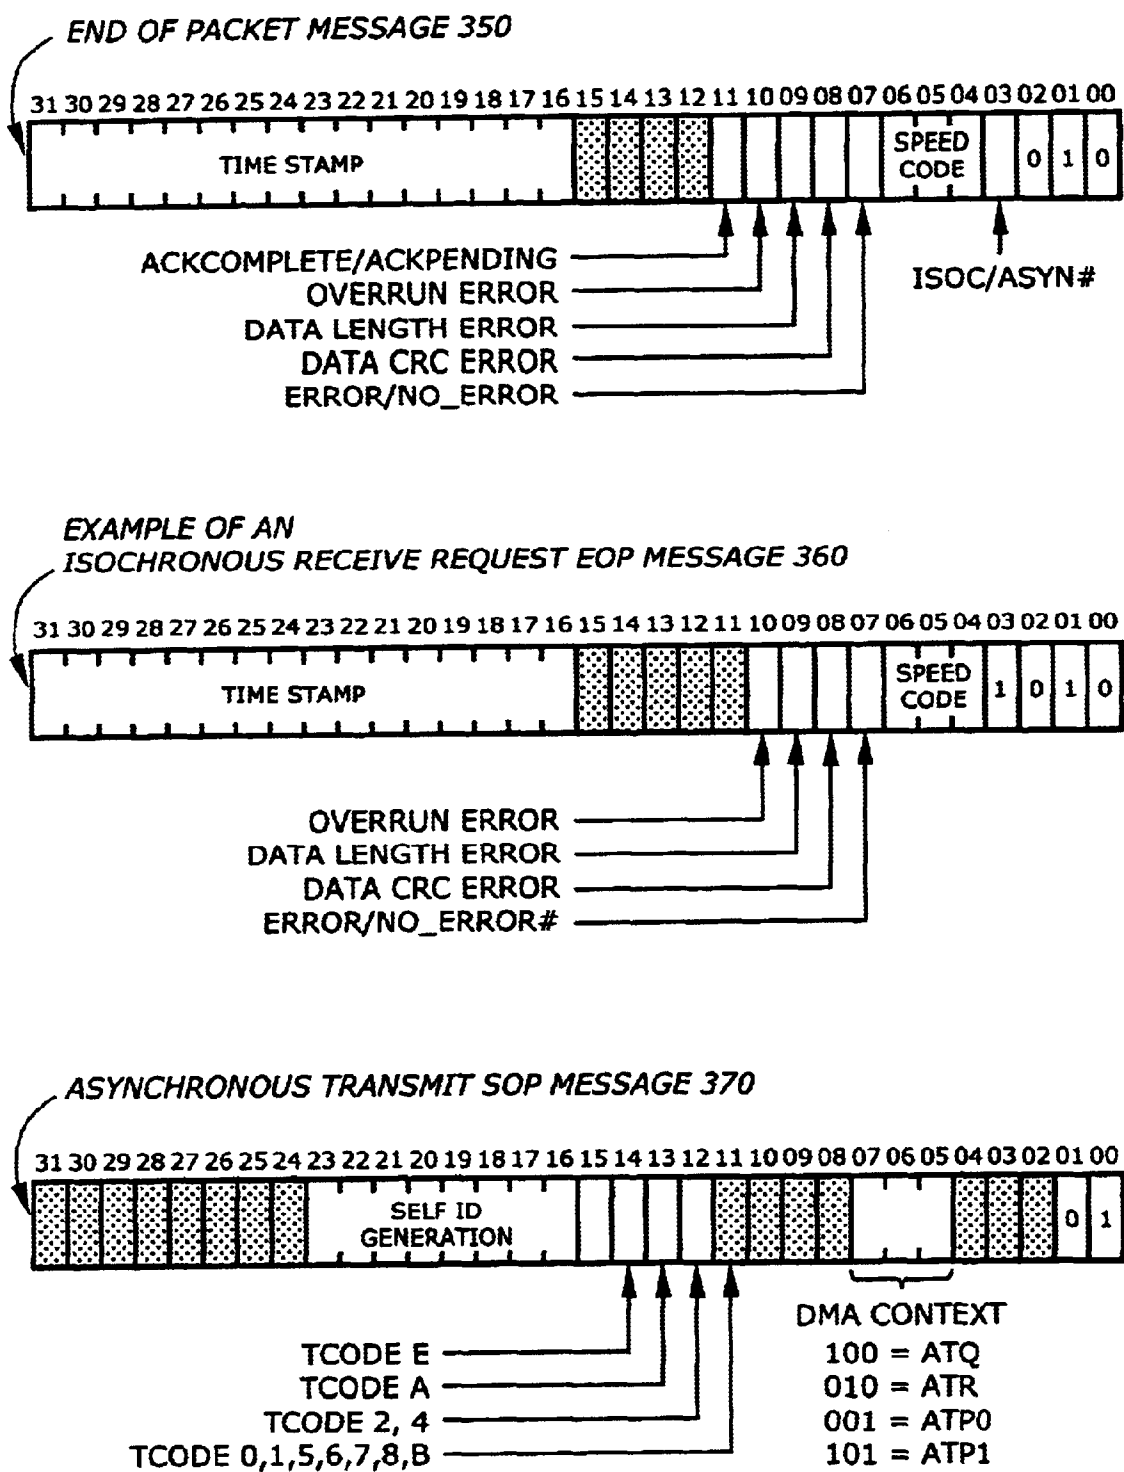 END OF PACKET MESSAGE 350
31 30 29 28 27 26 25 24 23 22 21 20 19 18 17 16 15 14 13 12 11 10 09 08 07 06 05 04 03 02 01 00
TIME STAMP
SPEED
CODE
0 1 0
ACKCOMPLETE/ACKPENDING
OVERRUN ERROR
DATA LENGTH ERROR
DATA CRC ERROR
ERROR/NO_ERROR
ISOC/ASYN#
EXAMPLE OF AN
ISOCHRONOUS RECEIVE REQUEST EOP MESSAGE 360
31 30 29 28 27 26 25 24 23 22 21 20 19 18 17 16 15 14 13 12 11 10 09 08 07 06 05 04 03 02 01 00
TIME STAMP
SPEED
CODE
1 0 1 0
OVERRUN ERROR
DATA LENGTH ERROR
DATA CRC ERROR
ERROR/NO_ERROR#
ASYNCHRONOUS TRANSMIT SOP MESSAGE 370
31 30 29 28 27 26 25 24 23 22 21 20 19 18 17 16 15 14 13 12 11 10 09 08 07 06 05 04 03 02 01 00
SELF ID
GENERATION
0 1
TCODE E
TCODE A
TCODE 2, 4
TCODE 0,1,5,6,7,8,B
DMA CONTEXT
100 = ATQ
010 = ATR
001 = ATP0
101 = ATP1